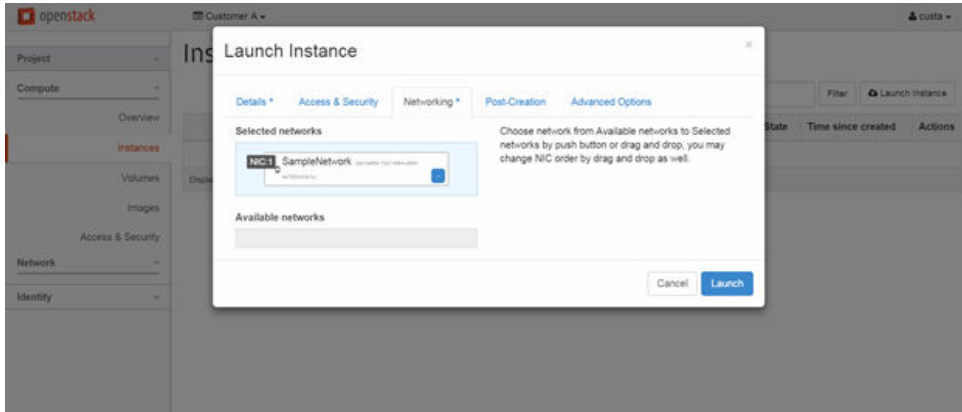 openstack
Customer A
custa
Project
Ins
Launch Instance
×
Compute
Details *
Access & Security
Networking *
Post-Creation
Advanced Options
Filter
Launch Instance
Overview
Selected networks
Choose network from Available networks to Selected
networks by push button or drag and drop, you may
change NIC order by drag and drop as well.
State
Time since created
Actions
Instances
NIC:1
SampleNetwork
Volumes
Images
Available networks
Access & Security
Network
Cancel
Launch
Identity